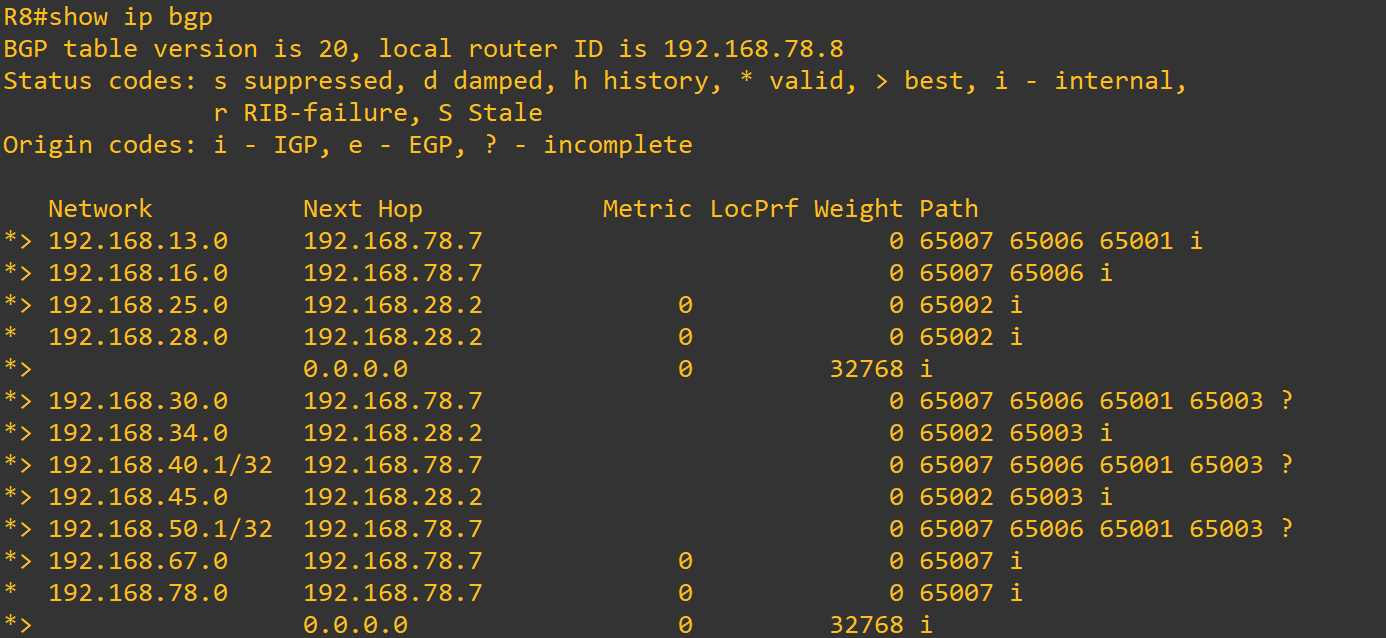 R8#show ip bgp
BGP table version is 20, local router ID is 192.168.78.8
Status codes: s suppressed, d damped, h history, * valid, > best, i - internal,
              r RIB-failure, S Stale
Origin codes: i - IGP, e - EGP, ? - incomplete

   Network          Next Hop            Metric LocPrf Weight Path
*> 192.168.13.0     192.168.78.7                           0 65007 65006 65001 i
*> 192.168.16.0     192.168.78.7                           0 65007 65006 i
*> 192.168.25.0     192.168.28.2             0             0 65002 i
*  192.168.28.0     192.168.28.2             0             0 65002 i
*>                  0.0.0.0                  0         32768 i
*> 192.168.30.0     192.168.78.7                           0 65007 65006 65001 65003 ?
*> 192.168.34.0     192.168.28.2                           0 65002 65003 i
*> 192.168.40.1/32  192.168.78.7                           0 65007 65006 65001 65003 ?
*> 192.168.45.0     192.168.28.2                           0 65002 65003 i
*> 192.168.50.1/32  192.168.78.7                           0 65007 65006 65001 65003 ?
*> 192.168.67.0     192.168.78.7             0             0 65007 i
*  192.168.78.0     192.168.78.7             0             0 65007 i
*>                  0.0.0.0                  0         32768 i